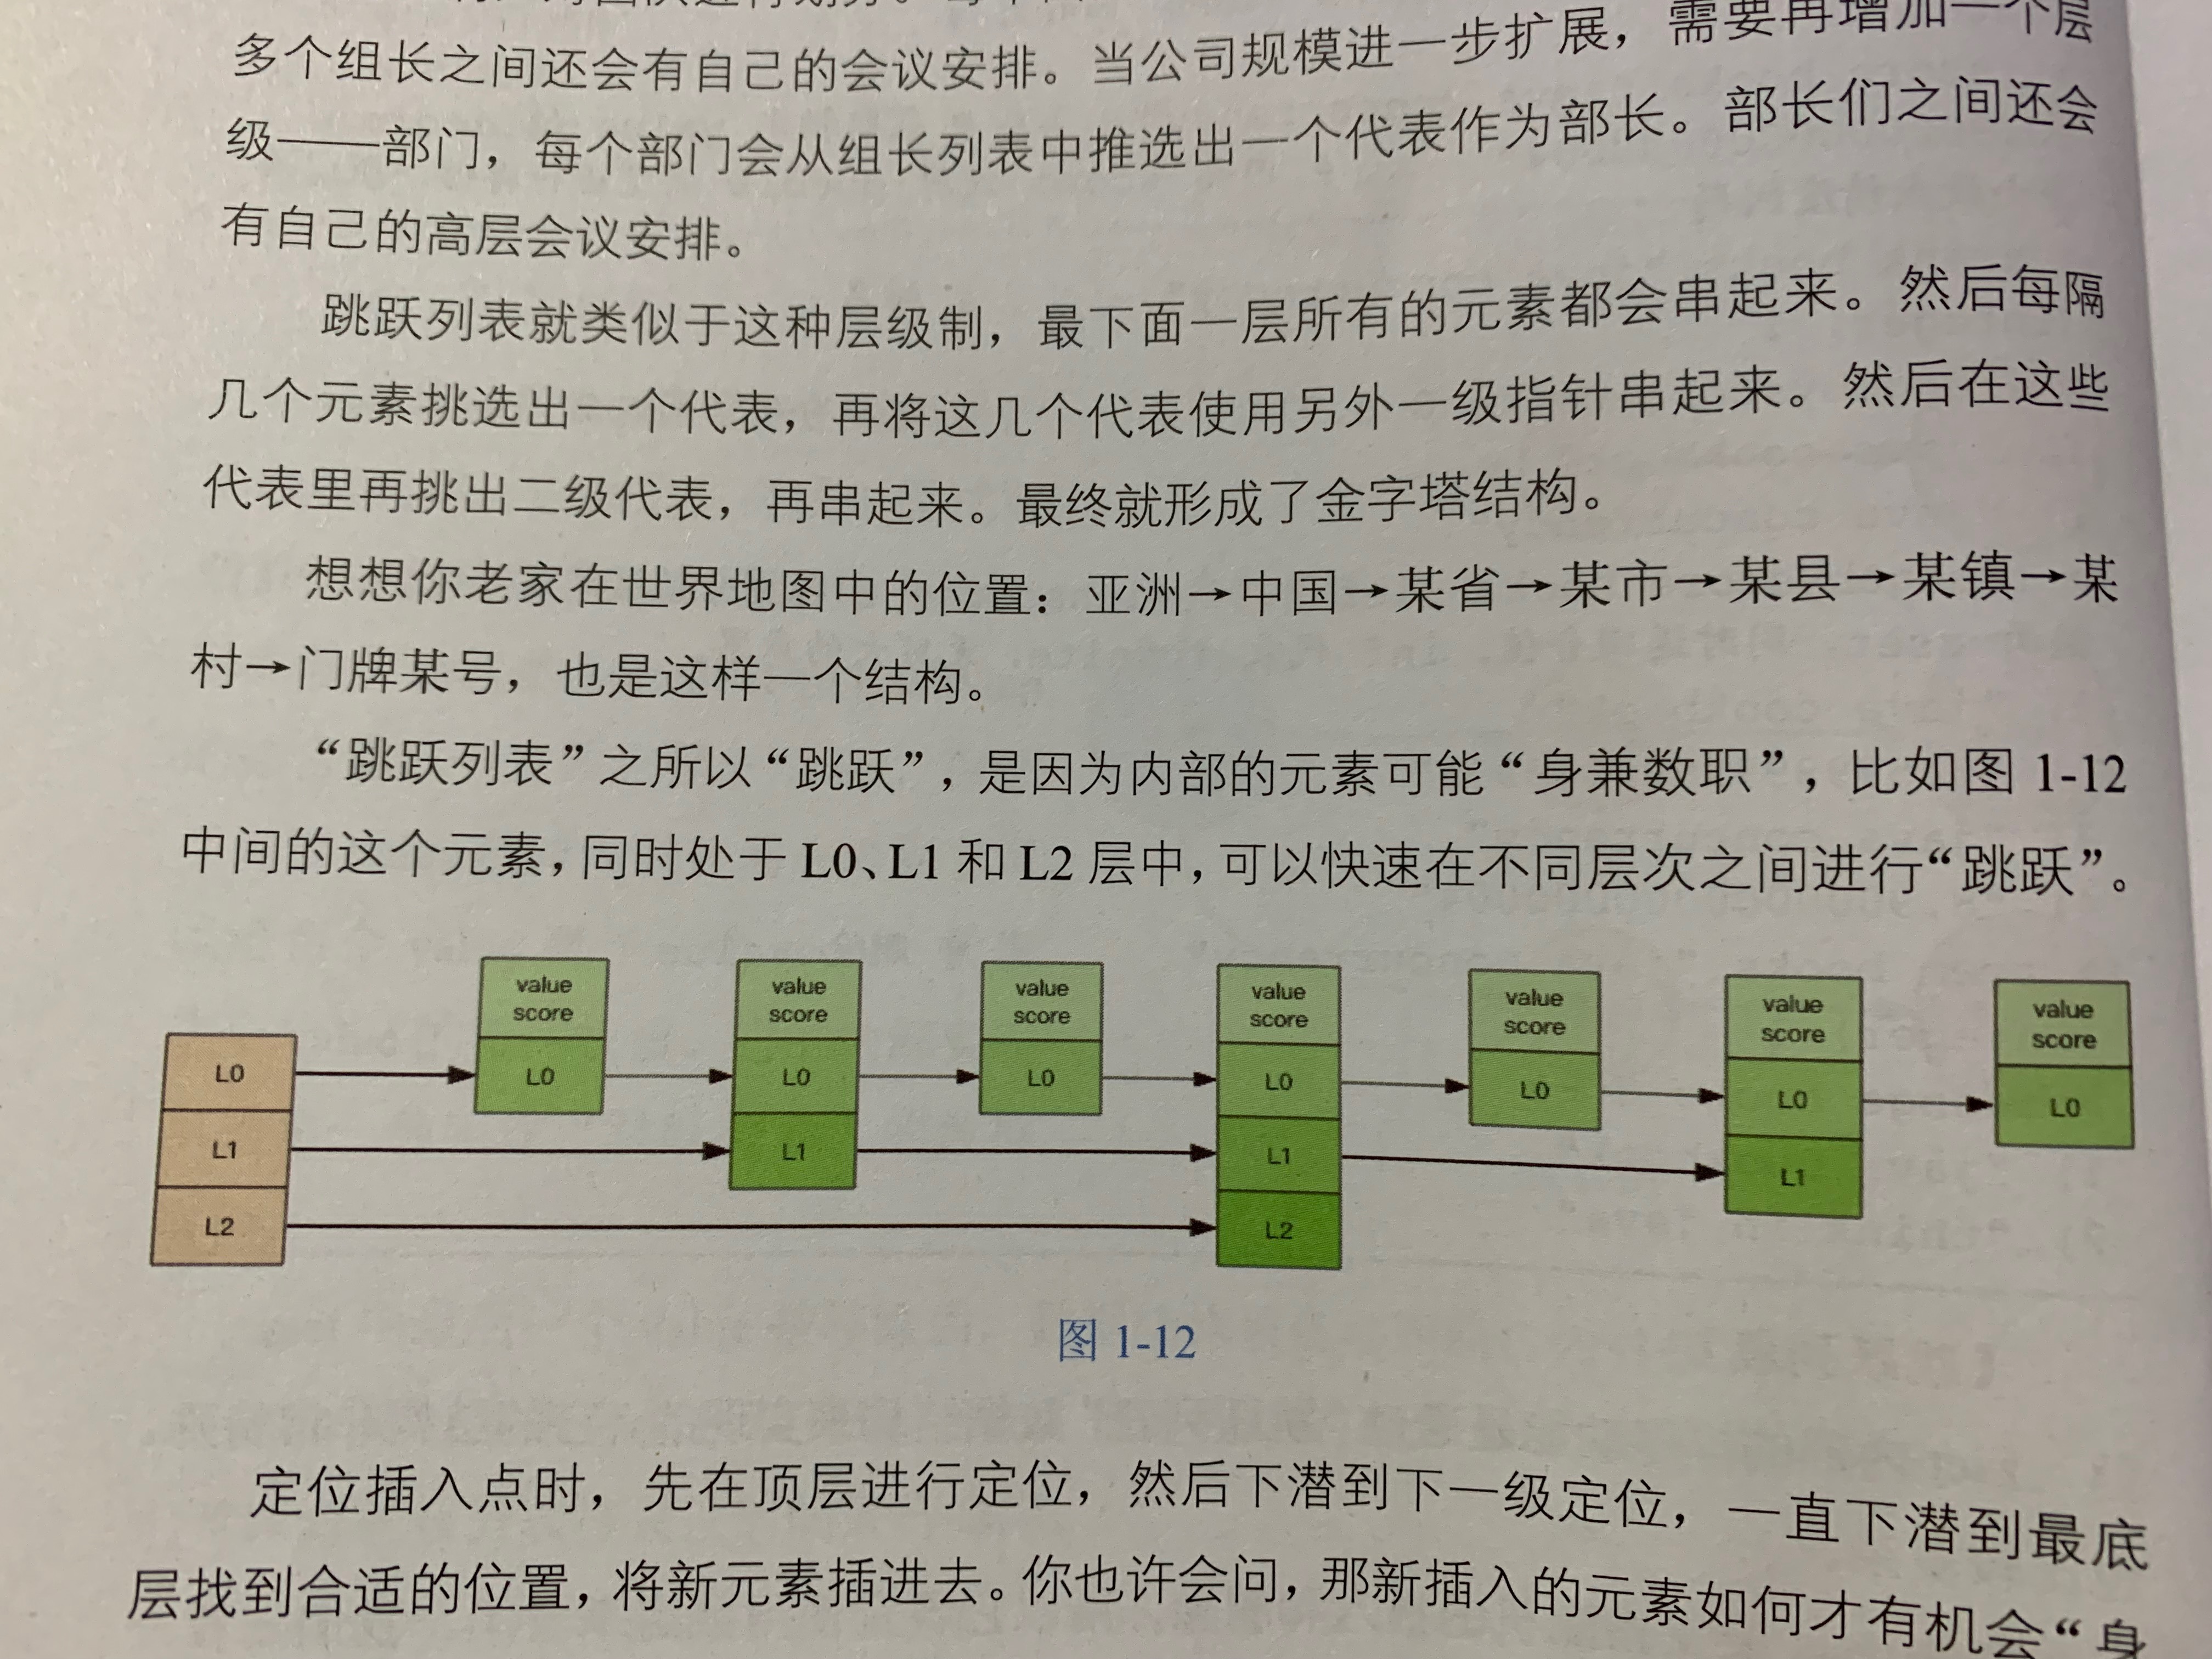 多个组长之间还会有自己的会议安排。当公司规模进一步扩展，需要再增加一个层
级——部门，每个部门会从组长列表中推选出一个代表作为部长。部长们之间还会
有自己的高层会议安排。
跳跃列表就类似于这种层级制，最下面一层所有的元素都会串起来。然后每隔
几个元素挑选出一个代表，再将这几个代表使用另外一级指针串起来。然后在这些
代表里再挑出二级代表，再串起来。最终就形成了金字塔结构。
想想你老家在世界地图中的位置：亚洲→中国→某省→某市→某县→某镇→某
村→门牌某号，也是这样一个结构。
“跳跃列表”之所以“跳跃”，是因为内部的元素可能“身兼数职”，比如图 1-12
中间的这个元素，同时处于 L0、L1 和 L2 层中，可以快速在不同层次之间进行“跳跃”。
value value value value value value value
score score score score score score score
L0 L0 L0 L0 L0 L0 L0 L0
L1 L1 L1 L1
L2 L2
图 1-12
定位插入点时，先在顶层进行定位，然后下潜到下一级定位，一直下潜到最底
层找到合适的位置，将新元素插进去。你也许会问，那新插入的元素如何才有机会“身